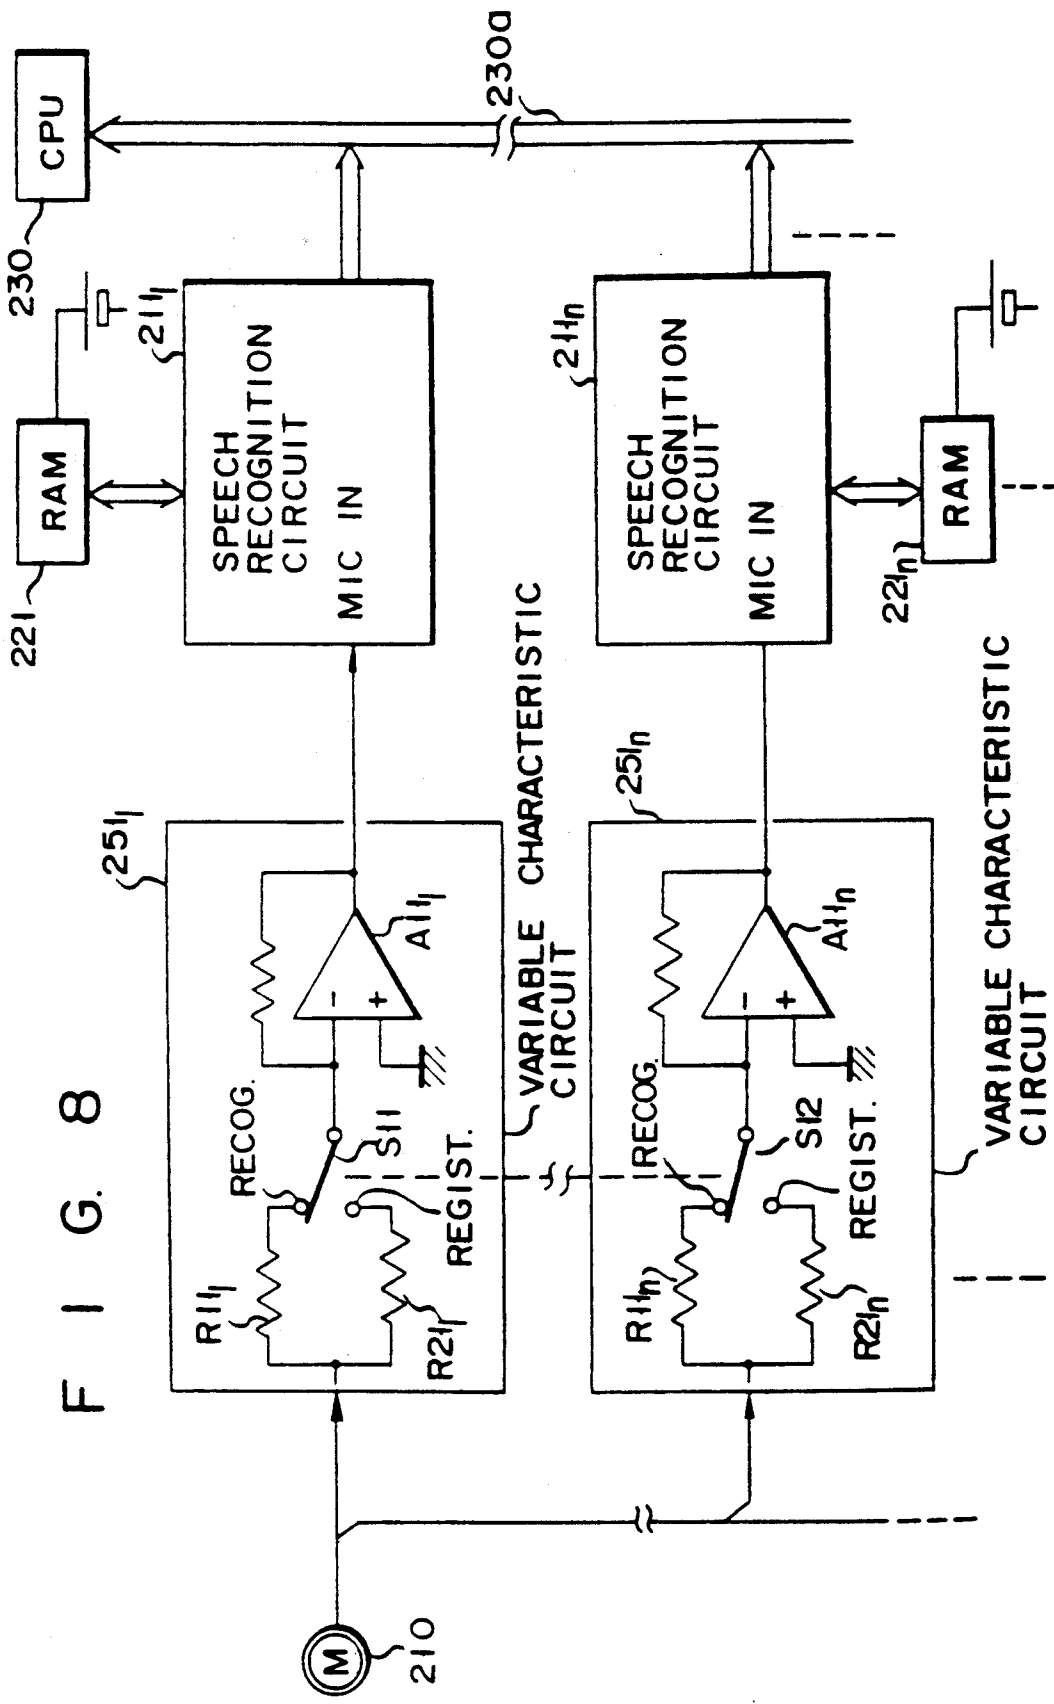 FIG. 8
M
210
251₁
R11₁
R21₁
RECOG.
REGIST.
S11
-
+
A11₁
VARIABLE CHARACTERISTIC
CIRCUIT
211₁
SPEECH
RECOGNITION
CIRCUIT
MIC IN
221
RAM
230
CPU
230a
251ₙ
R11ₙ
R21ₙ
RECOG.
REGIST.
S12
-
+
A11ₙ
VARIABLE CHARACTERISTIC
CIRCUIT
211ₙ
SPEECH
RECOGNITION
CIRCUIT
MIC IN
221ₙ
RAM